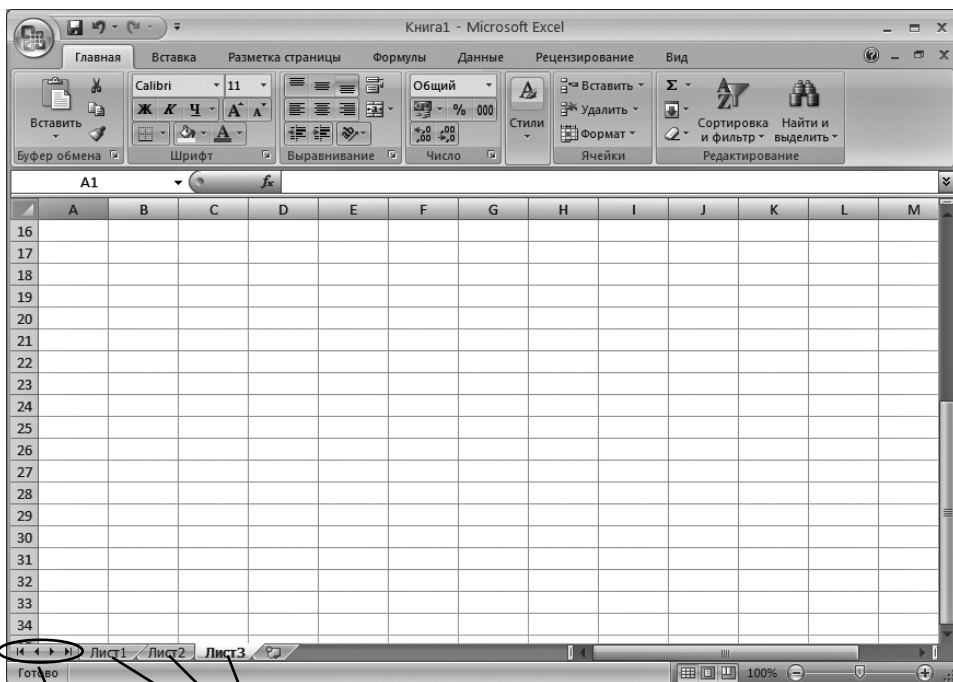 Книга1 - Microsoft Excel
Главная Вставка Разметка страницы Формулы Данные Рецензирование Вид
Calibri 11 Общий Вставить Σ
Ж К Ч А А % 000 Стили Удалить Сортировка и фильтр Найти и выделить
Вставить А ,00 ,0 Формат
Буфер обмена Шрифт Выравнивание Число Ячейки Редактирование
A1 fx
A B C D E F G H I J K L M
16
17
18
19
20
21
22
23
24
25
26
27
28
29
30
31
32
33
34
Лист1 Лист2 Лист3
Готово 100%